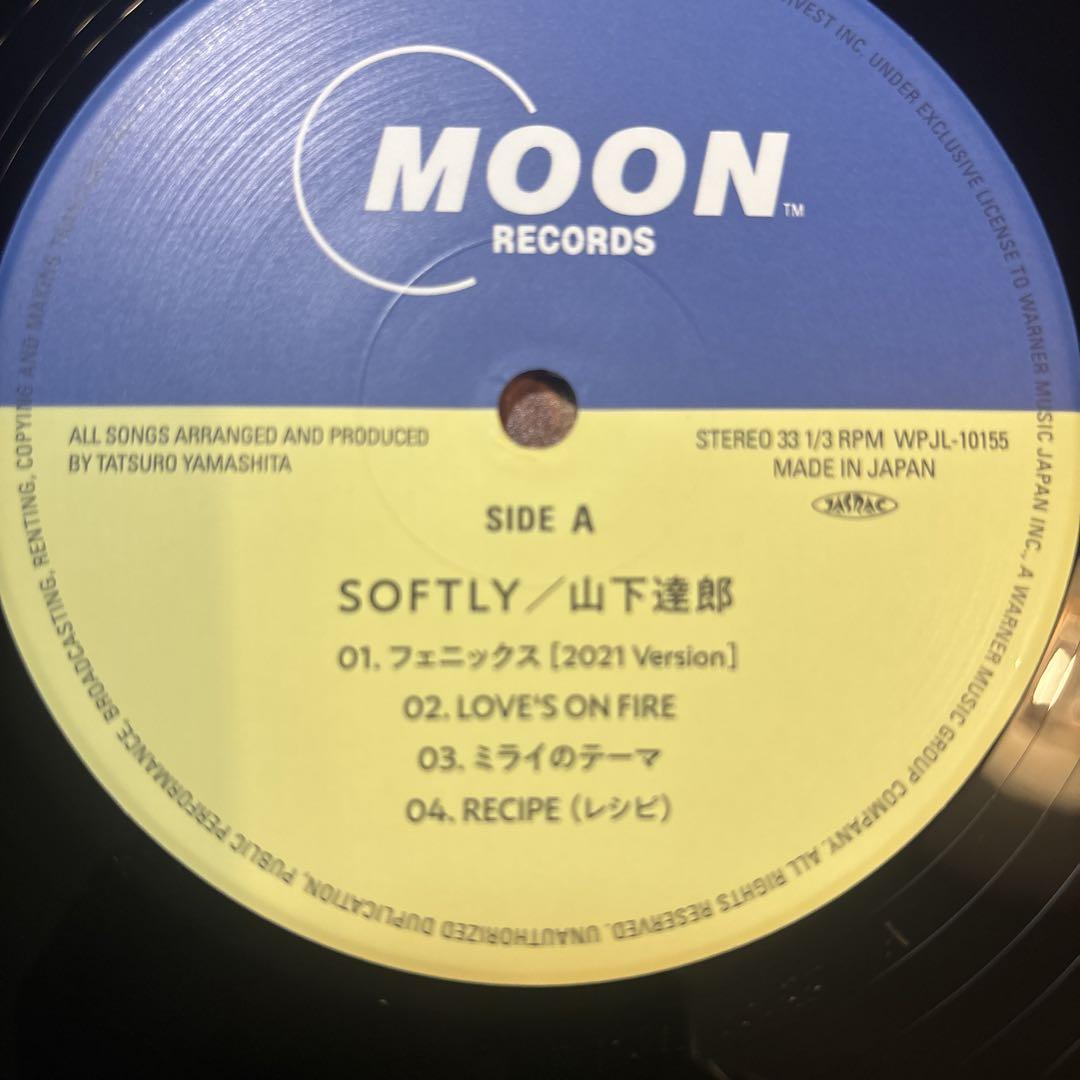 MOON
TM
RECORDS
ALL SONGS ARRANGED AND PRODUCED
BY TATSURO YAMASHITA
STEREO 33 1/3 RPM WPJL-10155
MADE IN JAPAN
JASRAC
SIDE A
SOFTLY／山下達郎
01. フェニックス [2021 Version]
02. LOVE'S ON FIRE
03. ミライのテーマ
04. RECIPE (レシピ)
INC. UNDER EXCLUSIVE LICENSE TO WARNER MUSIC JAPAN INC., A WARNER MUSIC GROUP COMPANY. ALL RIGHTS RESERVED. UNAUTHORIZED DUPLICATION, PUBLIC PERFORMANCE, BROADCASTING, RENTING, COPYING AND MAKING